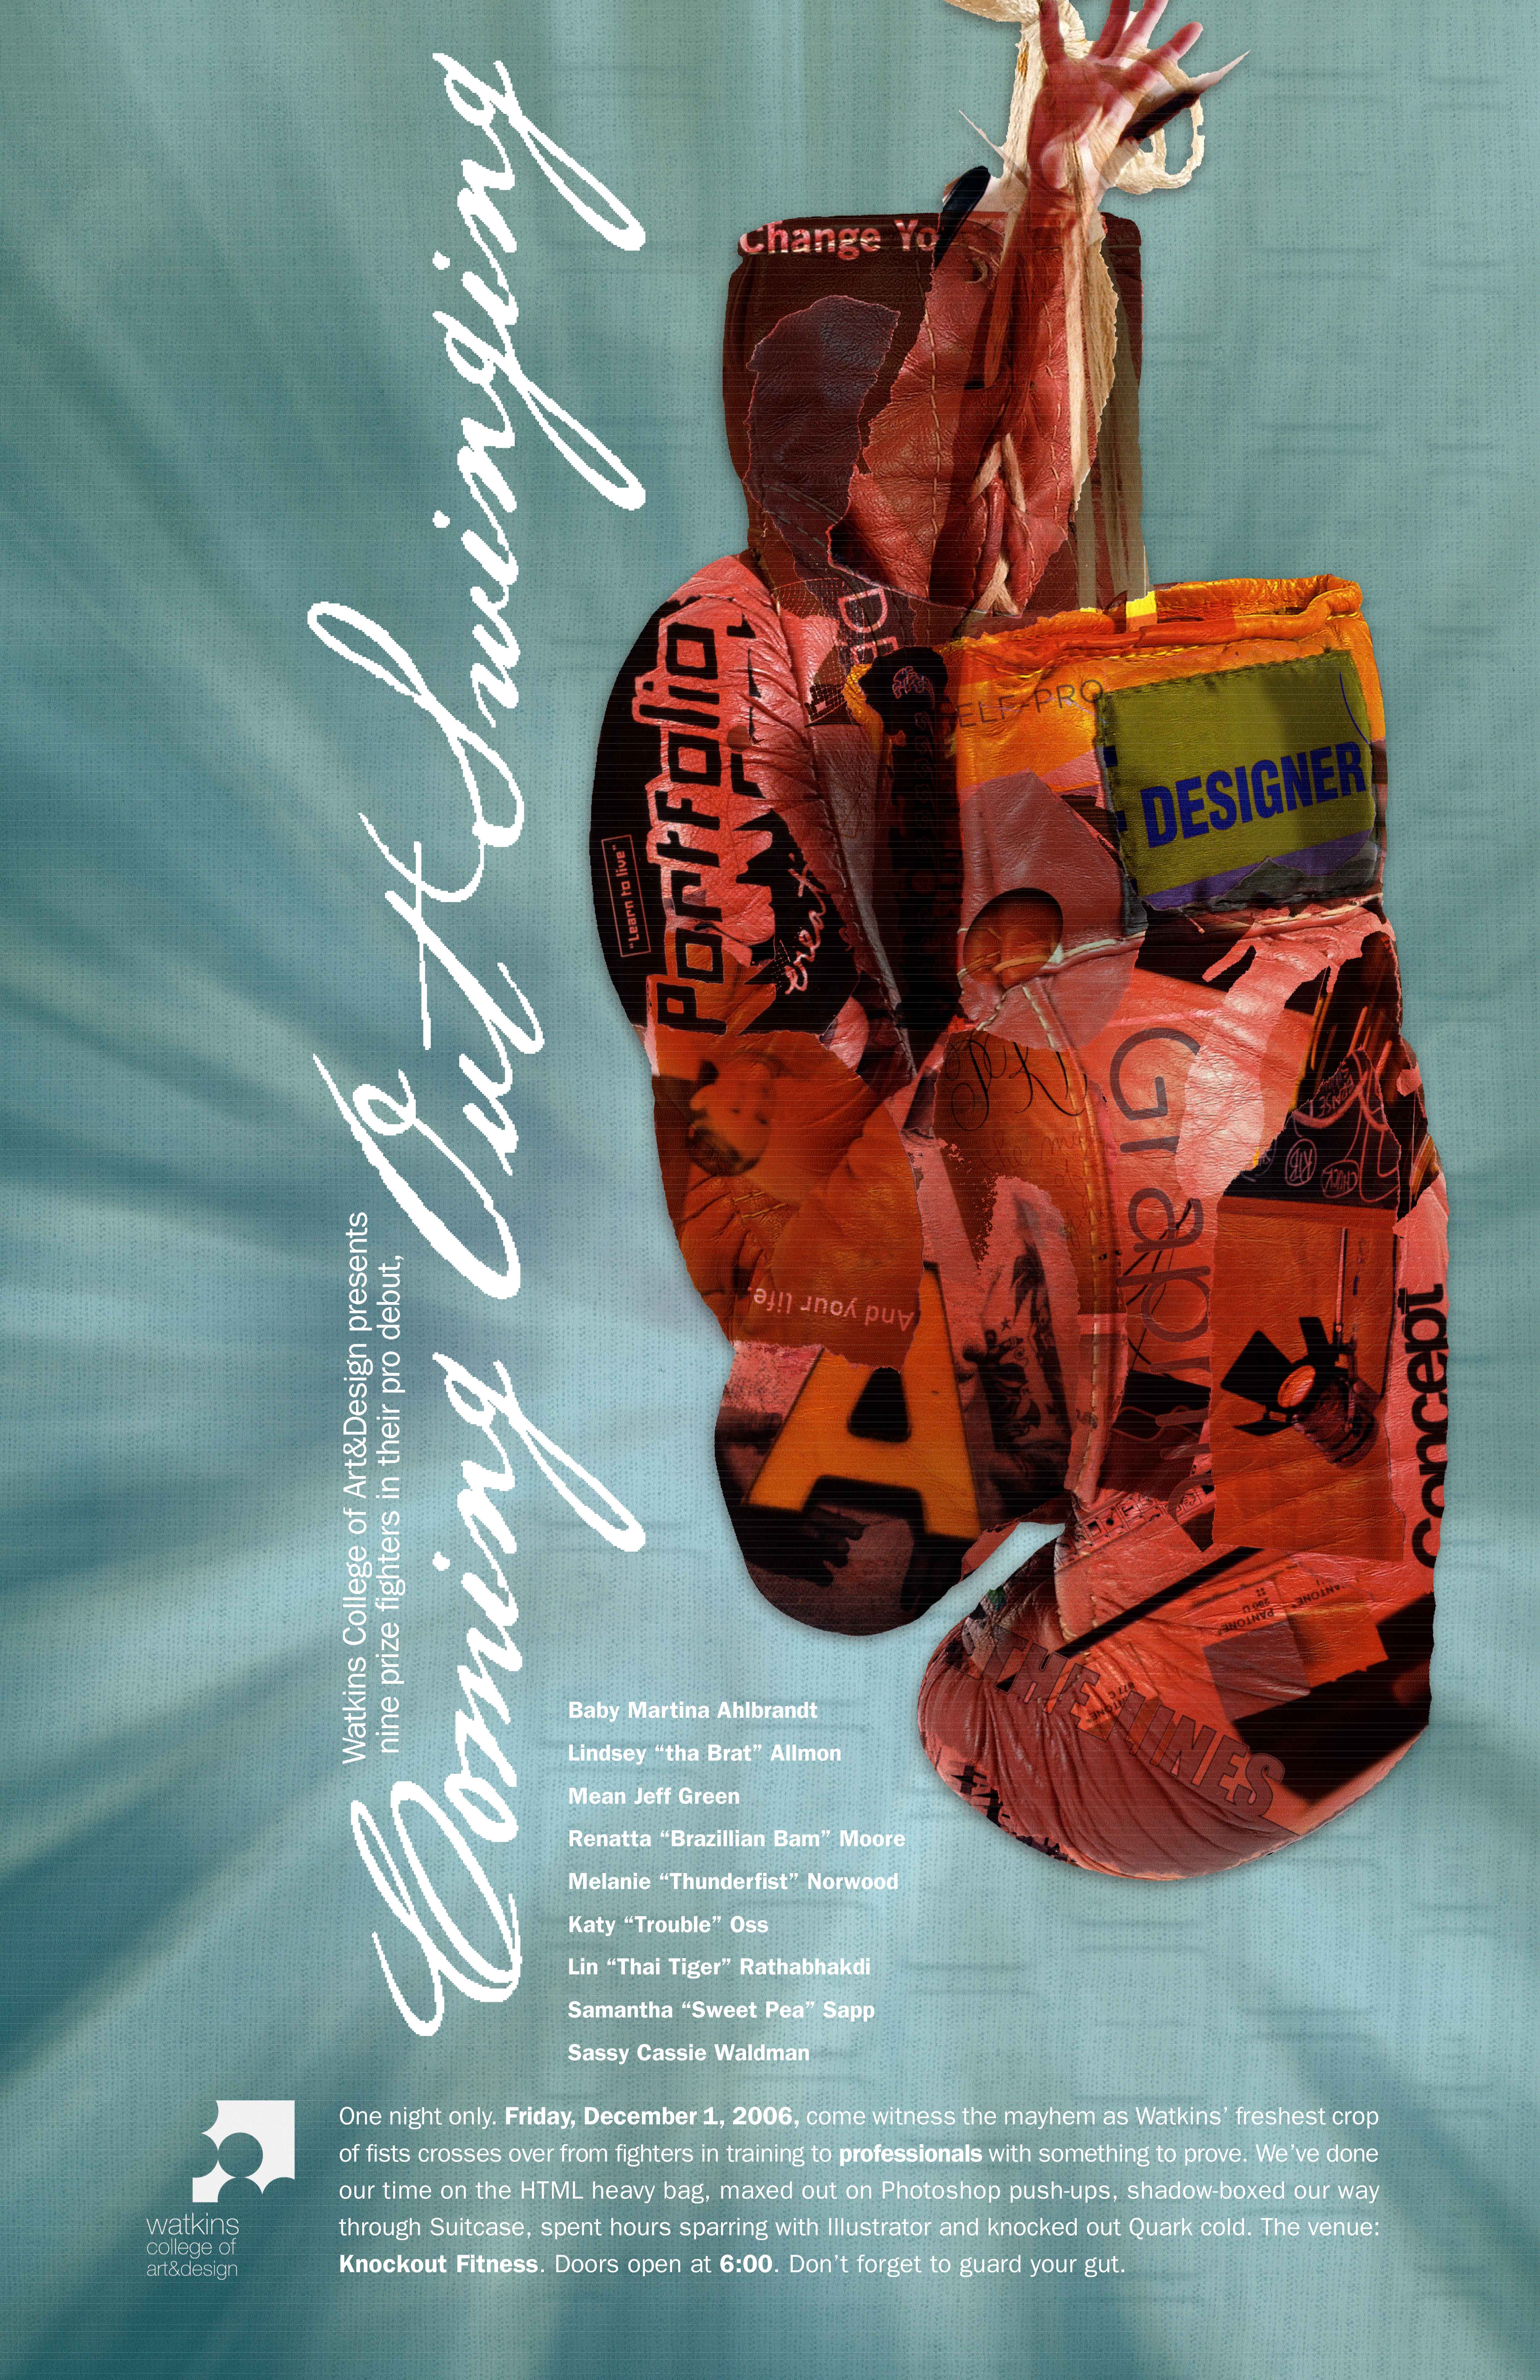 Watkins College of Art&Design presents
nine prize fighters in their pro debut,
Coming Out Swinging
Change Yo
DE
Portfolio
"Learn to live"
create
ELF-PRO
DESIGNER
Graphic
And your life.
A
Concept
PANTONE®
PANTONE®
THE LINES
Baby Martina Ahlbrandt
Lindsey “tha Brat” Allmon
Mean Jeff Green
Renatta “Brazillian Bam” Moore
Melanie “Thunderfist” Norwood
Katy “Trouble” Oss
Lin “Thai Tiger” Rathabhakdi
Samantha “Sweet Pea” Sapp
Sassy Cassie Waldman
One night only. Friday, December 1, 2006, come witness the mayhem as Watkins’ freshest crop
of fists crosses over from fighters in training to professionals with something to prove. We’ve done
our time on the HTML heavy bag, maxed out on Photoshop push-ups, shadow-boxed our way
through Suitcase, spent hours sparring with Illustrator and knocked out Quark cold. The venue:
Knockout Fitness. Doors open at 6:00. Don’t forget to guard your gut.
watkins
college of
art&design